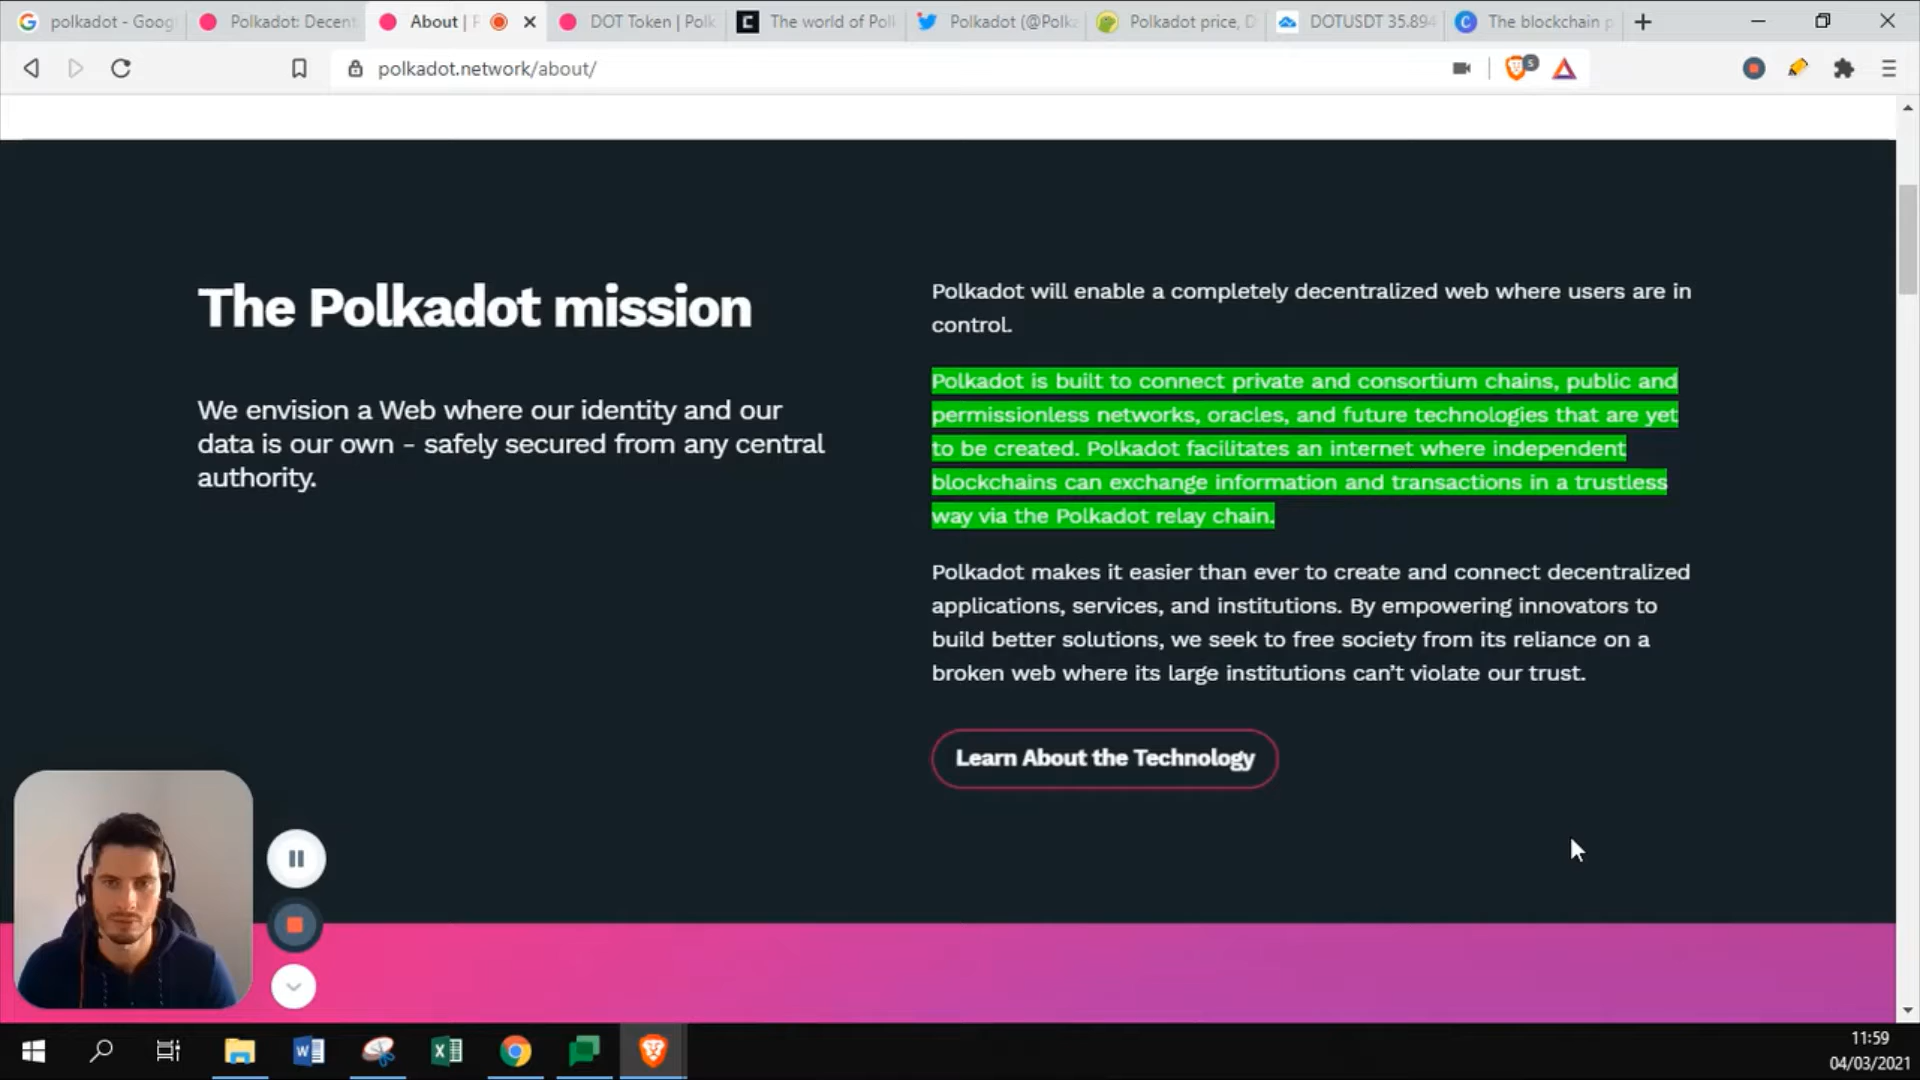 polkadot - Goog
Polkadot: Decent
About | P
DOT Token | Polk
The world of Poll
Polkadot (@Polka
Polkadot price, D
DOTUSDT 35.894
The blockchain p
polkadot.network/about/
5
The Polkadot mission
We envision a Web where our identity and our
data is our own - safely secured from any central
authority.
Polkadot will enable a completely decentralized web where users are in
control.
Polkadot is built to connect private and consortium chains, public and
permissionless networks, oracles, and future technologies that are yet
to be created. Polkadot facilitates an internet where independent
blockchains can exchange information and transactions in a trustless
way via the Polkadot relay chain.
Polkadot makes it easier than ever to create and connect decentralized
applications, services, and institutions. By empowering innovators to
build better solutions, we seek to free society from its reliance on a
broken web where its large institutions can't violate our trust.
Learn About the Technology
11:59
04/03/2021